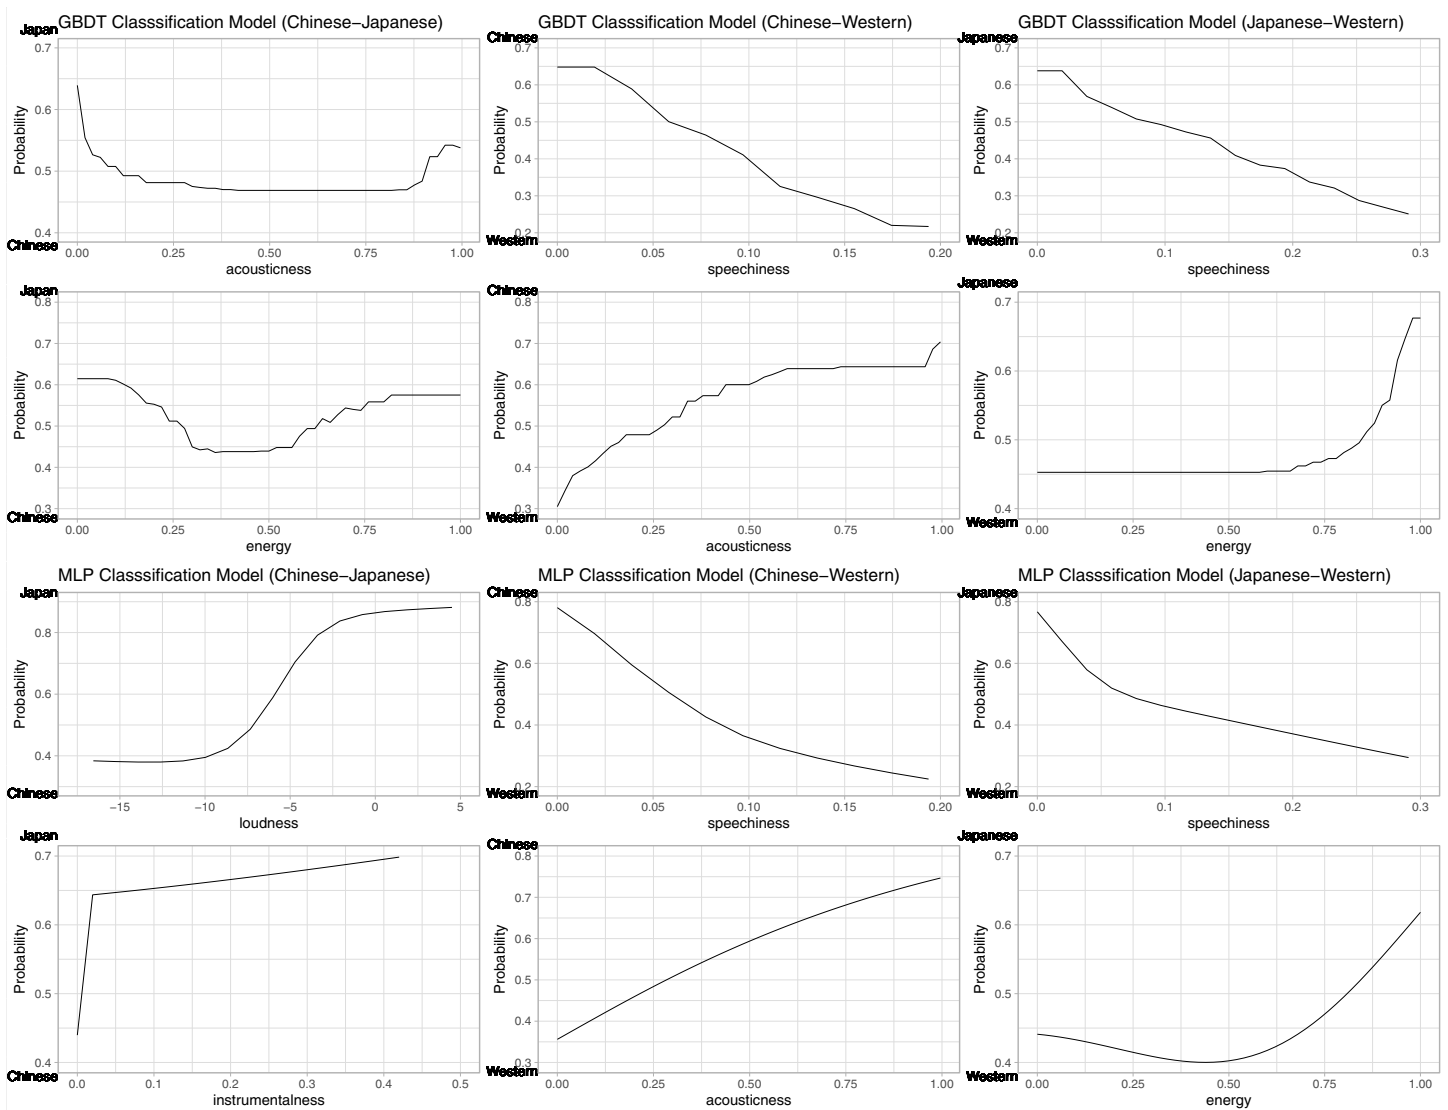 GBDT Classsification Model (Chinese−Japanese)
Japan
0.7
0.6
0.5
0.4
Probability
Chinese
0.00 0.25 0.50 0.75 1.00
acousticness
GBDT Classsification Model (Chinese−Western)
Chinese
0.7
0.6
0.5
0.4
0.3
0.2
Probability
Western
0.00 0.05 0.10 0.15 0.20
speechiness
GBDT Classsification Model (Japanese−Western)
Japanese
0.7
0.6
0.5
0.4
0.3
0.2
Probability
Western
0.0 0.1 0.2 0.3
speechiness
Japan
0.8
0.7
0.6
0.5
0.4
0.3
Probability
Chinese
0.00 0.25 0.50 0.75 1.00
energy
Chinese
0.8
0.7
0.6
0.5
0.4
0.3
Probability
Western
0.00 0.25 0.50 0.75 1.00
acousticness
Japanese
0.7
0.6
0.5
0.4
Probability
Western
0.00 0.25 0.50 0.75 1.00
energy
MLP Classsification Model (Chinese−Japanese)
Japan
0.8
0.6
0.4
Probability
Chinese
−15 −10 −5 0 5
loudness
MLP Classsification Model (Chinese−Western)
Chinese
0.8
0.6
0.4
0.2
Probability
Western
0.00 0.05 0.10 0.15 0.20
speechiness
MLP Classsification Model (Japanese−Western)
Japanese
0.8
0.6
0.4
0.2
Probability
Western
0.0 0.1 0.2 0.3
speechiness
Japan
0.7
0.6
0.5
0.4
Probability
Chinese
0.0 0.1 0.2 0.3 0.4 0.5
instrumentalness
Chinese
0.8
0.7
0.6
0.5
0.4
0.3
Probability
Western
0.00 0.25 0.50 0.75 1.00
acousticness
Japanese
0.7
0.6
0.5
0.4
Probability
Western
0.00 0.25 0.50 0.75 1.00
energy